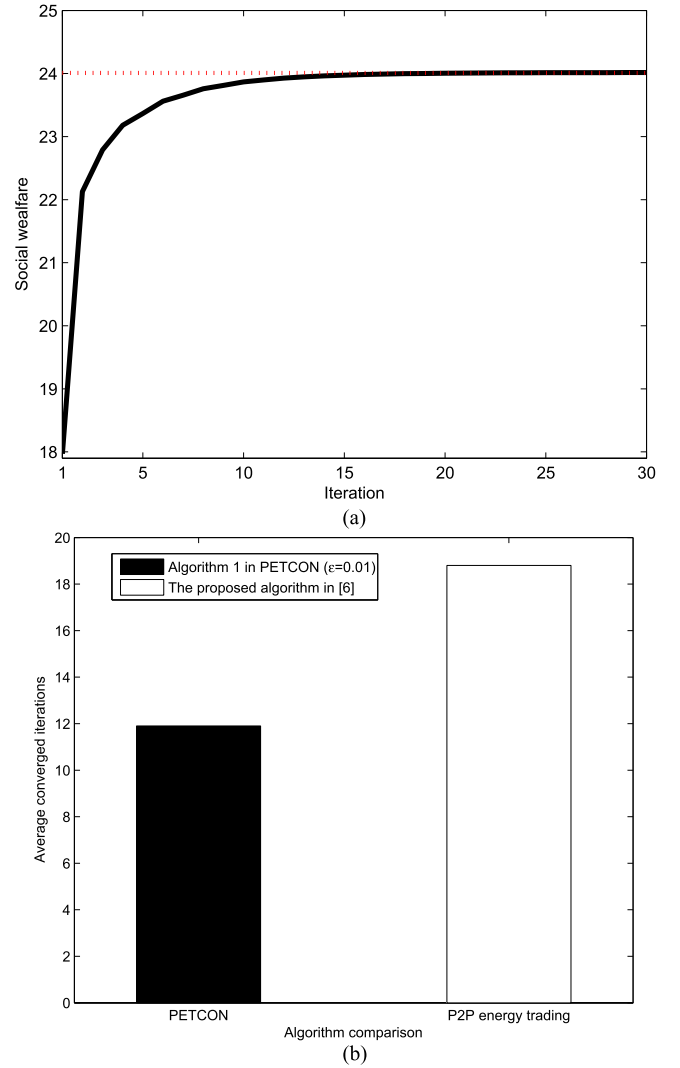 25
24
23
22
21
20
19
18
Social wealfare
1 5 10 15 20 25 30
Iteration
(a)
20
18
16
14
12
10
8
6
4
2
0
Average converged iterations
Algorithm 1 in PETCON (ε=0.01)
The proposed algorithm in [6]
PETCON P2P energy trading
Algorithm comparison
(b)